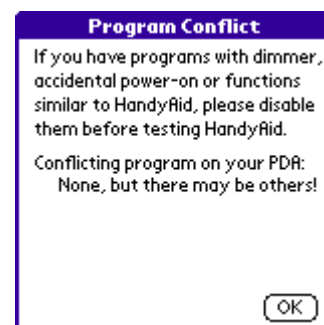 Program Conflict
If you have programs with dimmer,
accidental power-on or functions
similar to HandyAid, please disable
them before testing HandyAid.
Conflicting program on your PDA:
None, but there may be others!
OK